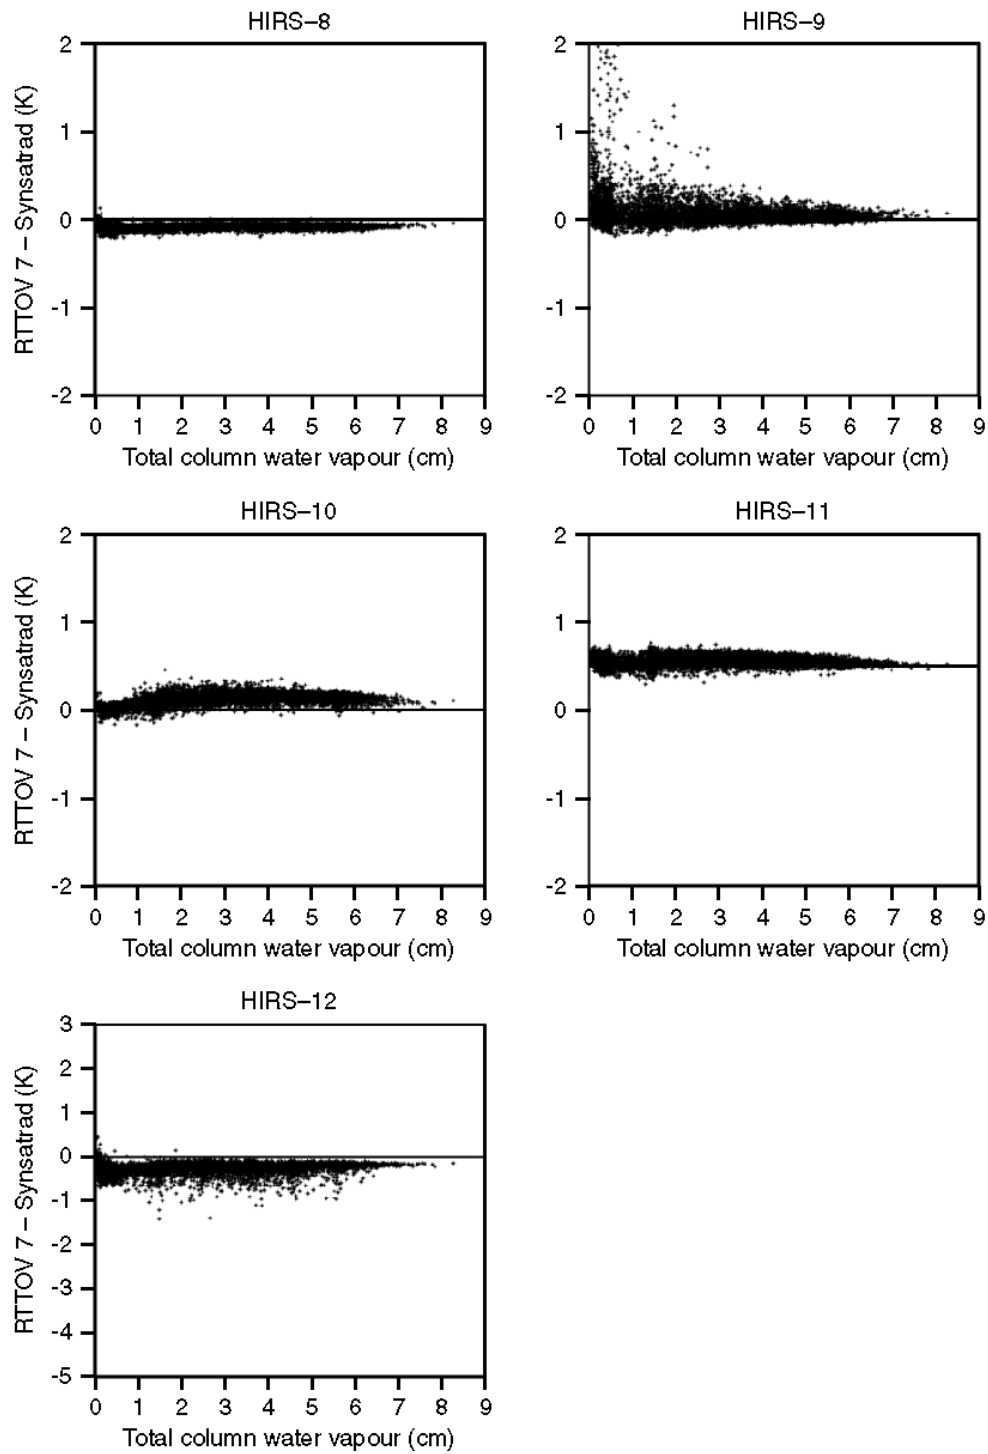 HIRS–8
2
1
0
-1
-2
RTTOV 7 – Synsatrad (K)
0 1 2 3 4 5 6 7 8 9
Total column water vapour (cm)
HIRS–9
2
1
0
-1
-2
0 1 2 3 4 5 6 7 8 9
Total column water vapour (cm)
HIRS–10
2
1
0
-1
-2
RTTOV 7 – Synsatrad (K)
0 1 2 3 4 5 6 7 8 9
Total column water vapour (cm)
HIRS–11
2
1
0
-1
-2
0 1 2 3 4 5 6 7 8 9
Total column water vapour (cm)
HIRS–12
3
2
1
0
-1
-2
-3
-4
-5
RTTOV 7 – Synsatrad (K)
0 1 2 3 4 5 6 7 8 9
Total column water vapour (cm)